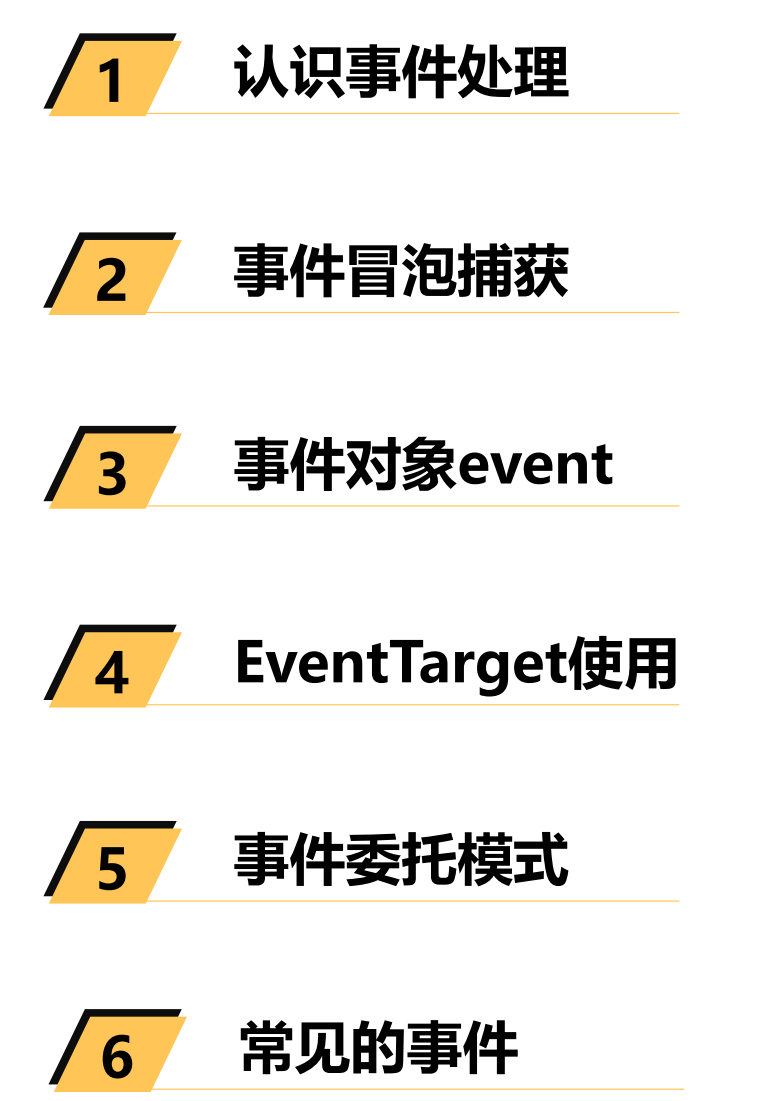 1 认识事件处理
2 事件冒泡捕获
3 事件对象event
4 EventTarget使用
5 事件委托模式
6 常见的事件